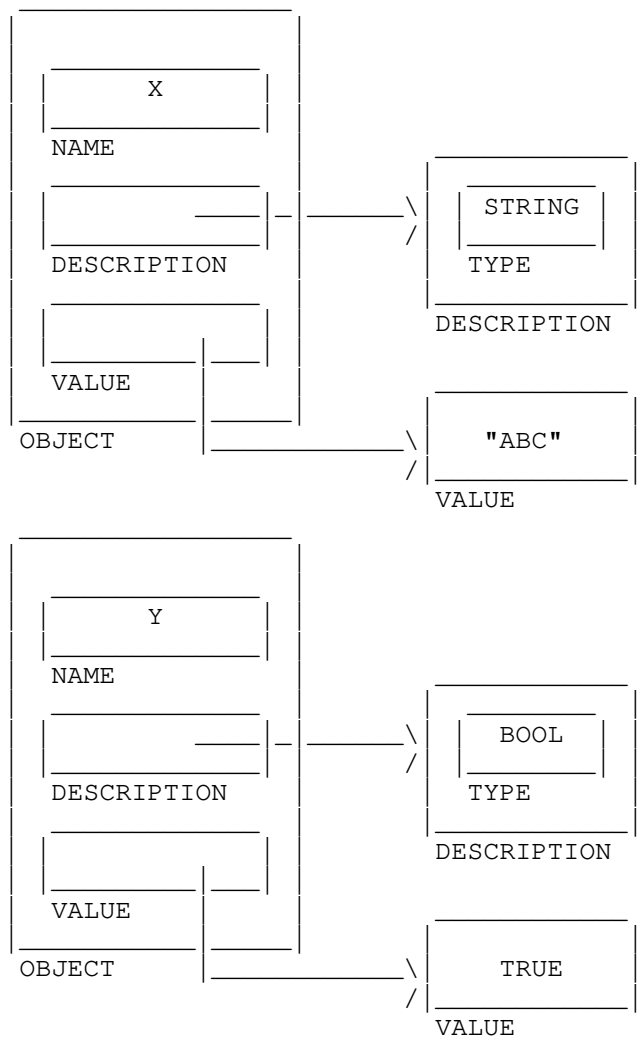 X
NAME
STRING
DESCRIPTION
TYPE
DESCRIPTION
VALUE
OBJECT
"ABC"
VALUE
Y
NAME
BOOL
DESCRIPTION
TYPE
DESCRIPTION
VALUE
OBJECT
TRUE
VALUE